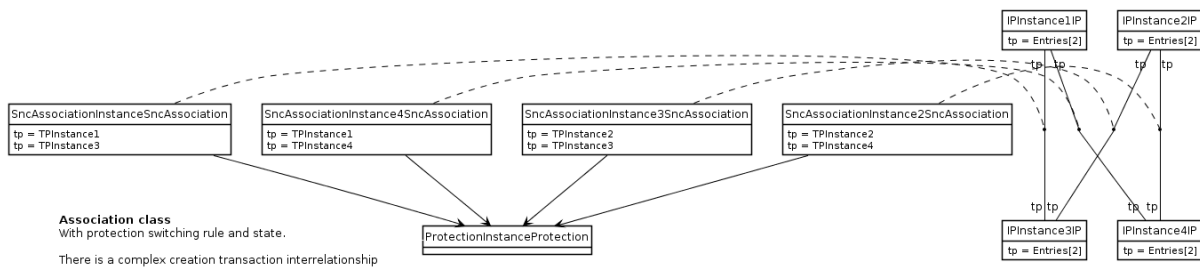 IPInstance1IP
IPInstance2IP
tp = Entries[2]
tp = Entries[2]
tp
tp
tp
tp
SncAssociationInstanceSncAssociation
SncAssociationInstance4SncAssociation
SncAssociationInstance3SncAssociation
SncAssociationInstance2SncAssociation
tp = TPInstance1
tp = TPInstance3
tp = TPInstance1
tp = TPInstance4
tp = TPInstance2
tp = TPInstance3
tp = TPInstance2
tp = TPInstance4
tp
tp
tp
tp
Association class
With protection switching rule and state.
There is a complex creation transaction interrelationship
ProtectionInstanceProtection
IPInstance3IP
IPInstance4IP
tp = Entries[2]
tp = Entries[2]